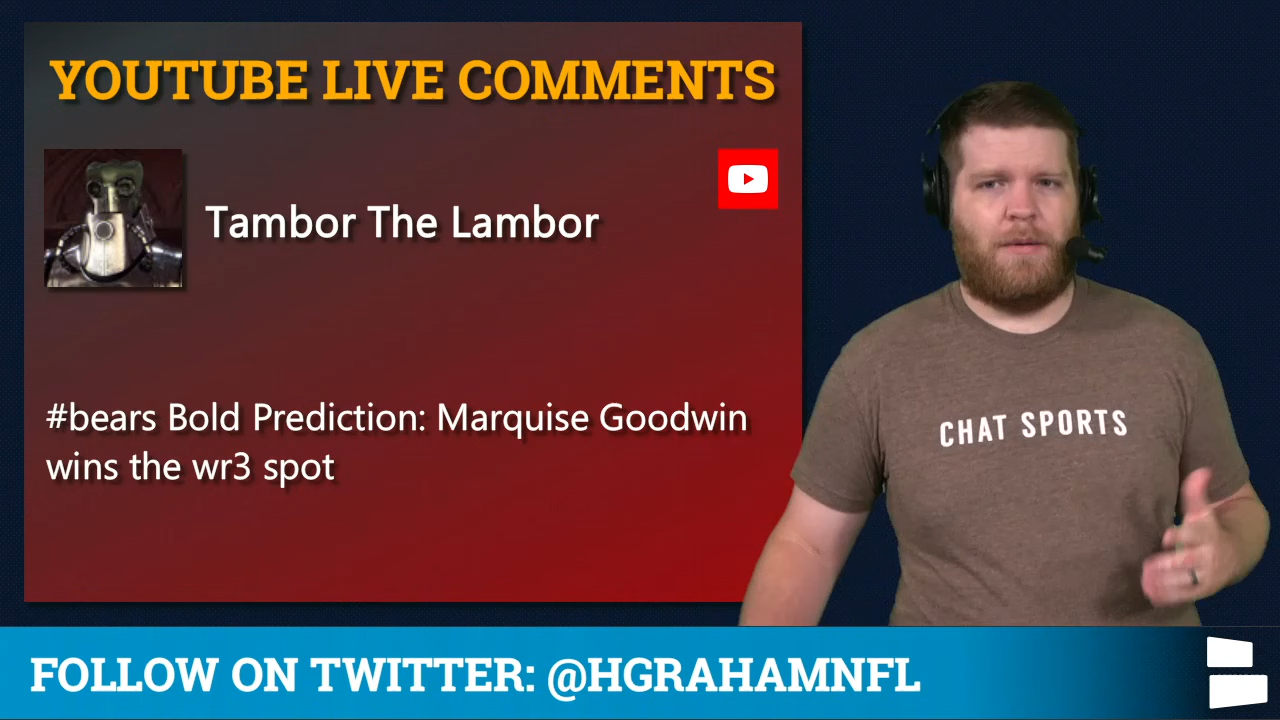 YOUTUBE LIVE COMMENTS
Tambor The Lambor
#bears Bold Prediction: Marquise Goodwin
wins the wr3 spot
CHAT SPORTS
FOLLOW ON TWITTER: @HGRAHAMNFL